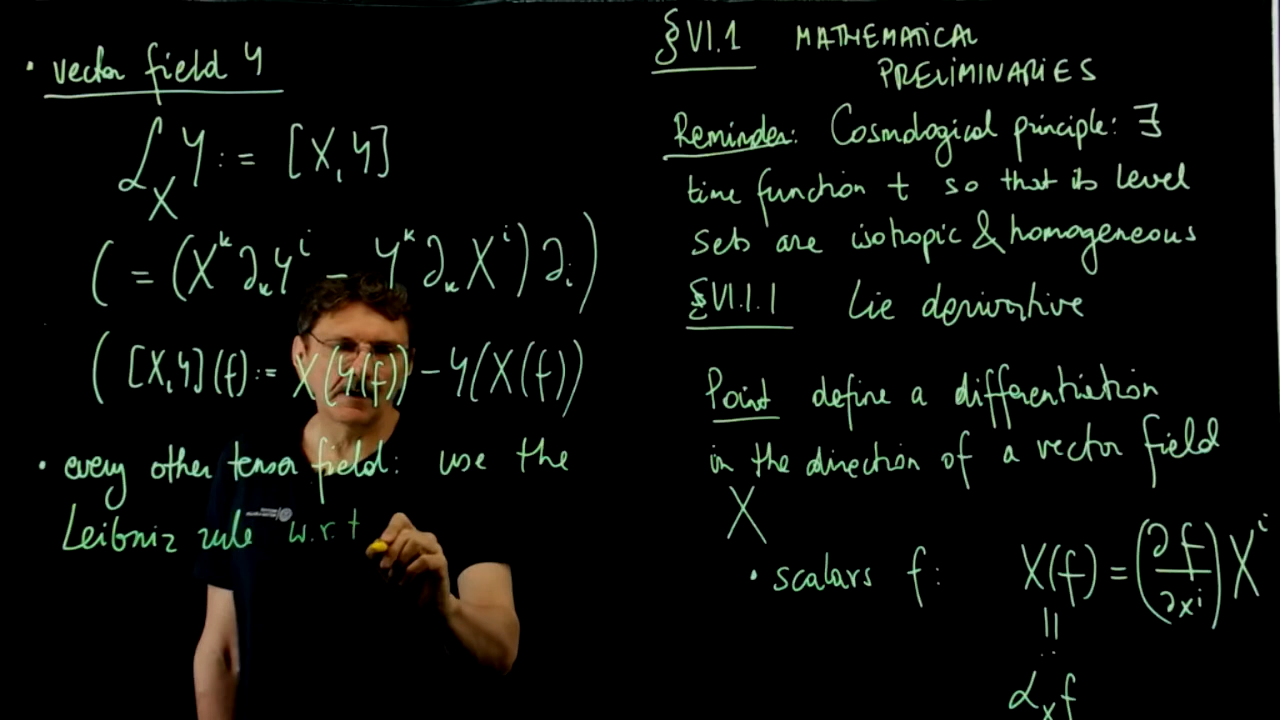 • vector field Y
ℒ_X Y := [X, Y]
( = (X^k ∂_k Y^i − Y^k ∂_k X^i) ∂_i )
( [X, Y](f) := X(Y(f)) − Y(X(f))
• every other tensor field: use the
Leibniz rule w.r.t
§VI.1 MATHEMATICAL
PRELIMINARIES
Reminder: Cosmological principle: ∃
time function t so that its level
sets are isotropic & homogeneous
§VI.1.1 Lie derivative
Point define a differentiation
in the direction of a vector field
X
• scalars f: X(f) = (∂f/∂x^i) X^i
=:
ℒ_X f